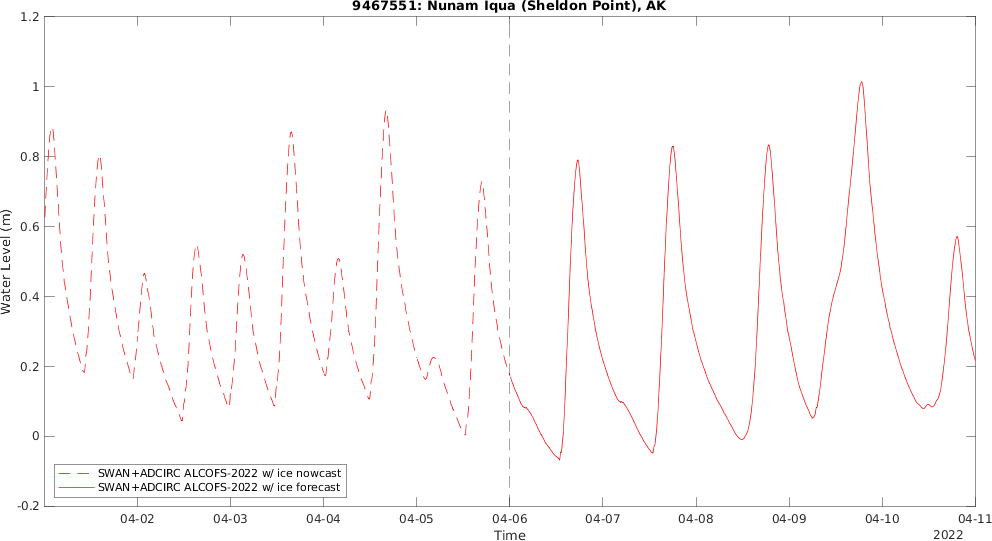 9467551: Nunam Iqua (Sheldon Point), AK
Water Level (m)
1.2
1
0.8
0.6
0.4
0.2
0
-0.2
SWAN+ADCIRC ALCOFS-2022 w/ ice nowcast
SWAN+ADCIRC ALCOFS-2022 w/ ice forecast
04-02 04-03 04-04 04-05 04-06 04-07 04-08 04-09 04-10 04-11
Time
2022